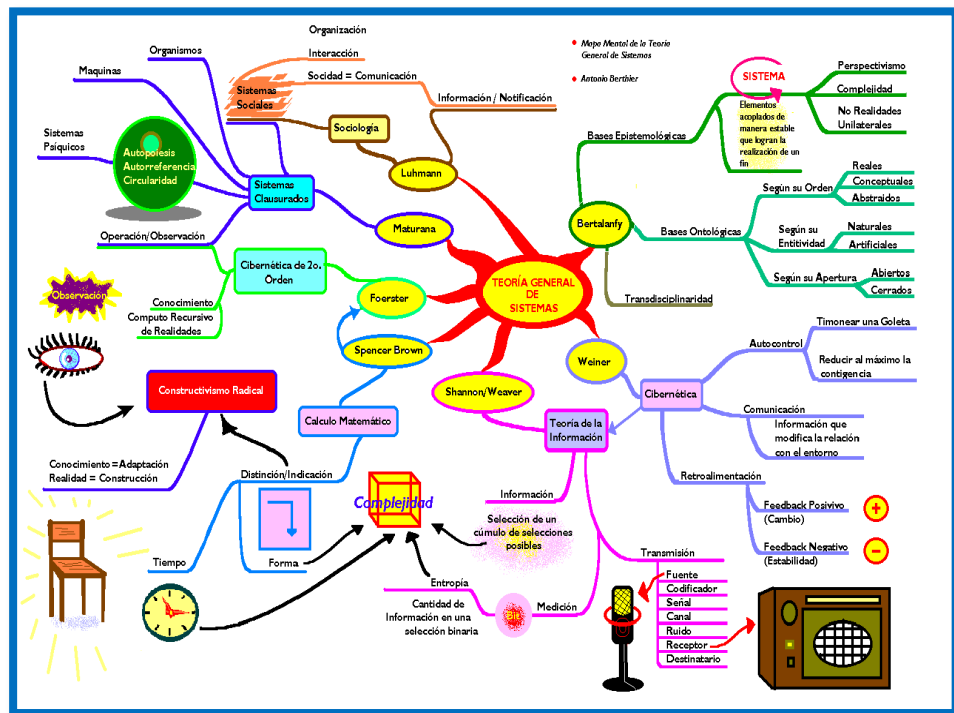 Organización
Interacción
Socidad = Comunicación
Organismos
Maquinas
Sistemas
Sociales
Información / Notificación
Sociología
Luhmann
Sistemas
Psíquicos
Autopoiesis
Autorreferencia
Circularidad
Sistemas
Clausurados
Maturana
Operación/Observación
Mapa Mental de la Teoría
General de Sistemas
Antonio Berthier
SISTEMA
Elementos
acoplados de
manera estable
que logran la
realización de un
fin
Perspectivismo
Complejidad
No Realidades
Unilaterales
Bases Epistemológicas
Bertalanfy
Bases Ontológicas
Según su Orden
Reales
Conceptuales
Abstraidos
Según su
Entitividad
Naturales
Artificiales
Según su Apertura
Abiertos
Cerrados
Transdisciplinaridad
TEORÍA GENERAL
DE
SISTEMAS
Cibernética de 2o.
Orden
Foerster
Observación
Conocimiento
Computo Recursivo
de Realidades
Spencer Brown
Constructivismo Radical
Calculo Matemático
Conocimiento =Adaptación
Realidad = Construcción
Distinción/Indicación
Tiempo
Forma
Complejidad
Shannon/Weaver
Weiner
Cibernética
Autocontrol
Timonear una Goleta
Reducir al máximo la
contigencia
Comunicación
Información que
modifica la relación
con el entorno
Retroalimentación
Feedback Posivivo
(Cambio)
+
Feedback Negativo
(Estabilidad)
−
Teoría de la
Información
Información
Selección de un
cúmulo de selecciones
posibles
Entropía
Cantidad de
Información en una
selección binaria
Bit
Medición
Transmisión
Fuente
Codificador
Señal
Canal
Ruido
Receptor
Destinatario